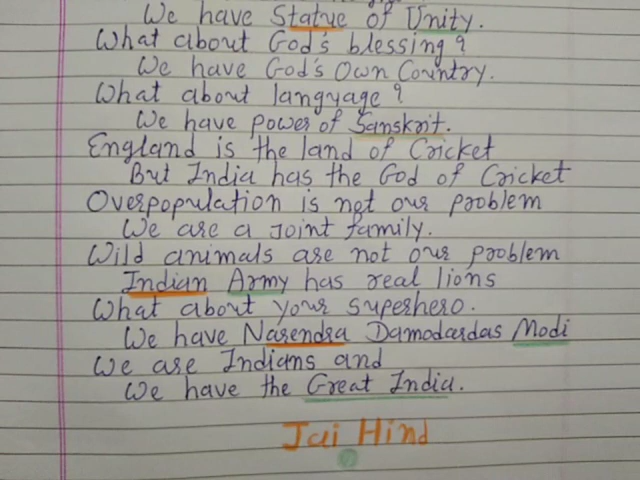 We have Statue of Unity.
What about God's blessing?
We have God's Own Country.
What about language?
We have power of Sanskrit.
England is the land of Cricket
But India has the God of Cricket
Overpopulation is not our problem
We are a joint family.
Wild animals are not our problem
Indian Army has real lions
What about your superhero.
We have Narendra Damodardas Modi
We are Indians and
We have the Great India.
Jai Hind